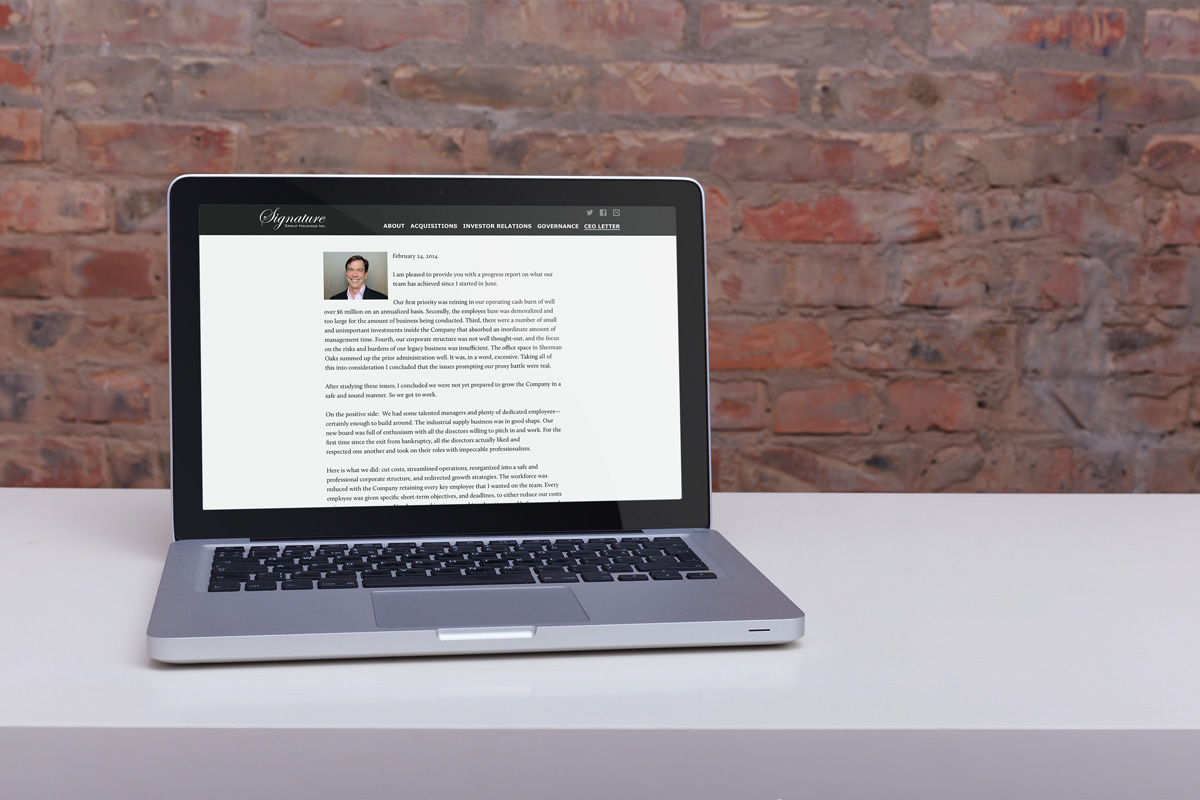 Signature
GROUP HOLDINGS INC.
ABOUT ACQUISITIONS INVESTOR RELATIONS GOVERNANCE CEO LETTER
February 24, 2014.
I am pleased to provide you with a progress report on what our
team has achieved since I started in June.
Our first priority was reining in our operating cash burn of well
over $6 million on an annualized basis. Secondly, the employee base was demoralized and
too large for the amount of business being conducted. Third, there were a number of small
and unimportant investments inside the Company that absorbed an inordinate amount of
management time. Fourth, our corporate structure was not well thought-out, and the focus
on the risks and burdens of our legacy business was insufficient. The office space in Sherman
Oaks summed up the prior administration well. It was, in a word, excessive. Taking all of
this into consideration I concluded that the issues prompting our proxy battle were real.
After studying these issues, I concluded we were not yet prepared to grow the Company in a
safe and sound manner. So we got to work.
On the positive side: We had some talented managers and plenty of dedicated employees—
certainly enough to build around. The industrial supply business was in good shape. Our
new board was full of enthusiasm with all the directors willing to pitch in and work. For the
first time since the exit from bankruptcy, all the directors actually liked and
respected one another and took on their roles with impeccable professionalism.
Here is what we did: cut costs, streamlined operations, reorganized into a safe and
professional corporate structure, and redirected growth strategies. The workforce was
reduced with the Company retaining every key employee that I wanted on the team. Every
employee was given specific short-term objectives, and deadlines, to either reduce our costs